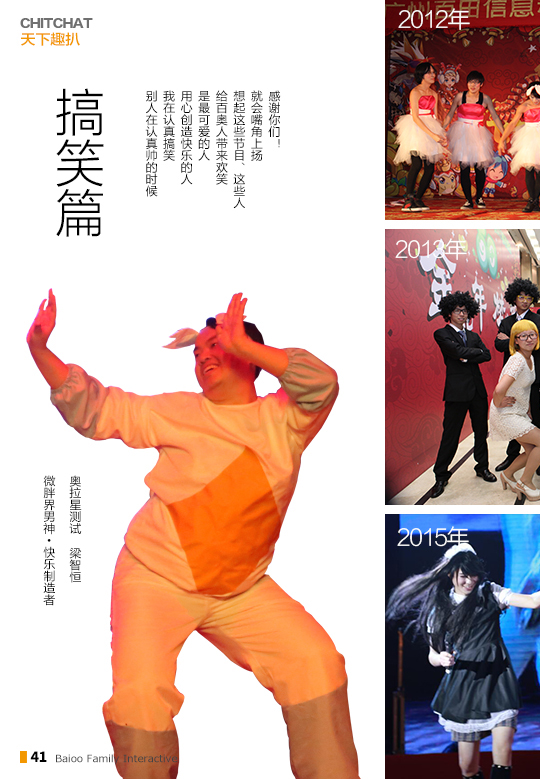 CHITCHAT
天下趣扒
搞笑篇
别人在认真帅的时候
我在认真搞笑
用心创造快乐的人
是最可爱的人
给百奥人带来欢笑
想起这些节目、这些人
就会嘴角上扬
感谢你们！
奥拉星测试 梁智恒
微胖界男神·快乐制造者
2012年
2013年
2015年
41 Baioo Family Interactive